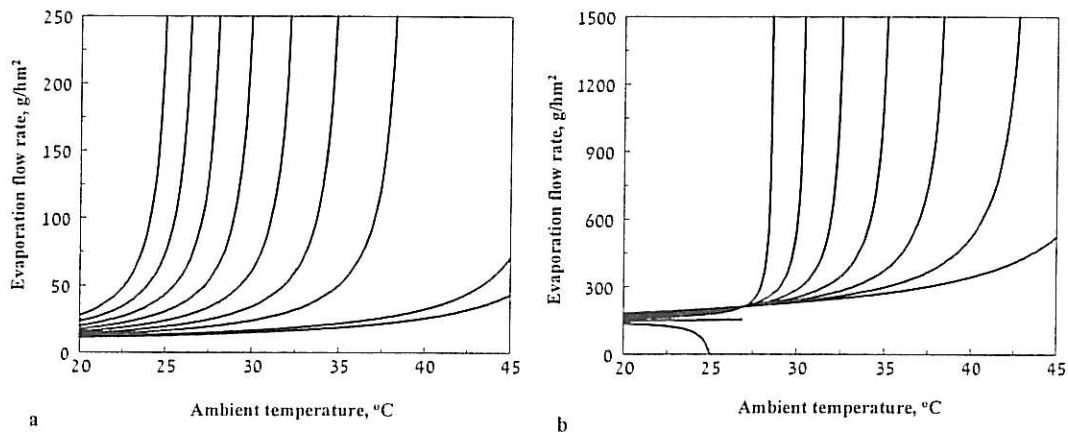 Evaporation flow rate, g/hm²
250
200
150
100
50
0
20 25 30 35 40 45
Ambient temperature, °C
a
Evaporation flow rate, g/hm²
1500
1200
900
600
300
0
20 25 30 35 40 45
Ambient temperature, °C
b